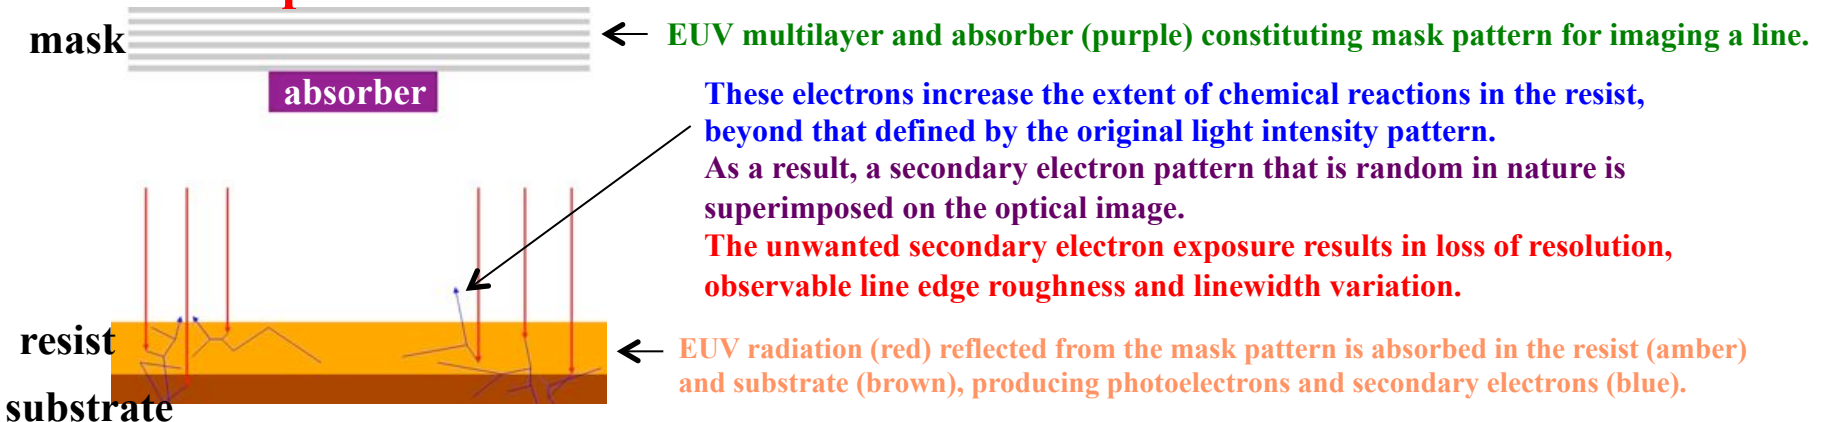 mask
absorber
EUV multilayer and absorber (purple) constituting mask pattern for imaging a line.
These electrons increase the extent of chemical reactions in the resist,
beyond that defined by the original light intensity pattern.
As a result, a secondary electron pattern that is random in nature is
superimposed on the optical image.
The unwanted secondary electron exposure results in loss of resolution,
observable line edge roughness and linewidth variation.
resist
EUV radiation (red) reflected from the mask pattern is absorbed in the resist (amber)
and substrate (brown), producing photoelectrons and secondary electrons (blue).
substrate